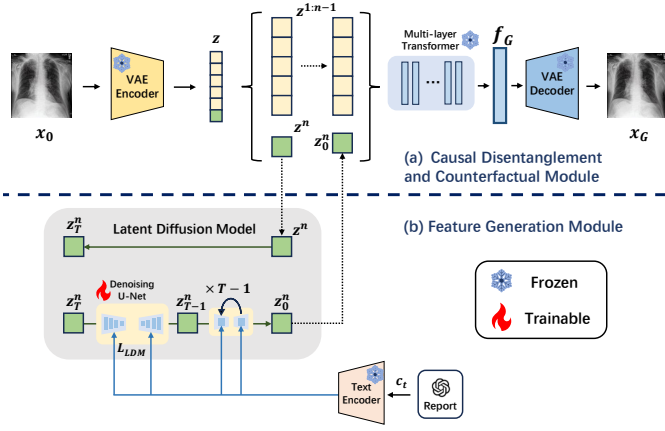 z^{1:n-1}
z
Multi-layer
Transformer
f_G
VAE
Encoder
VAE
Decoder
x_0
z^n
z_0^n
x_G
(a) Causal Disentanglement
and Counterfactual Module
z_T^n
Latent Diffusion Model
z^n
(b) Feature Generation Module
Denoising
U-Net
× T − 1
z_T^n
z_{T-1}^n
z_0^n
L_{LDM}
Frozen
Trainable
Text
Encoder
c_t
Report